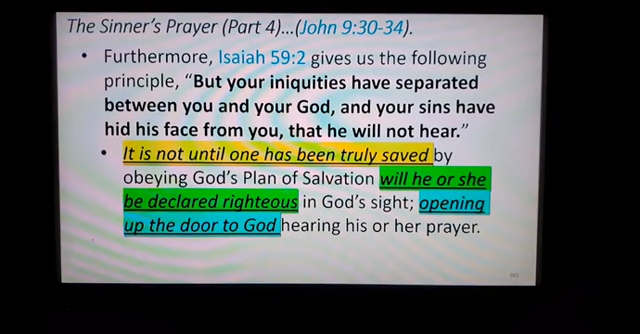 The Sinner's Prayer (Part 4)...(John 9:30-34).
• Furthermore, Isaiah 59:2 gives us the following
principle, “But your iniquities have separated
between you and your God, and your sins have
hid his face from you, that he will not hear.”
• It is not until one has been truly saved by
obeying God's Plan of Salvation will he or she
be declared righteous in God's sight; opening
up the door to God hearing his or her prayer.